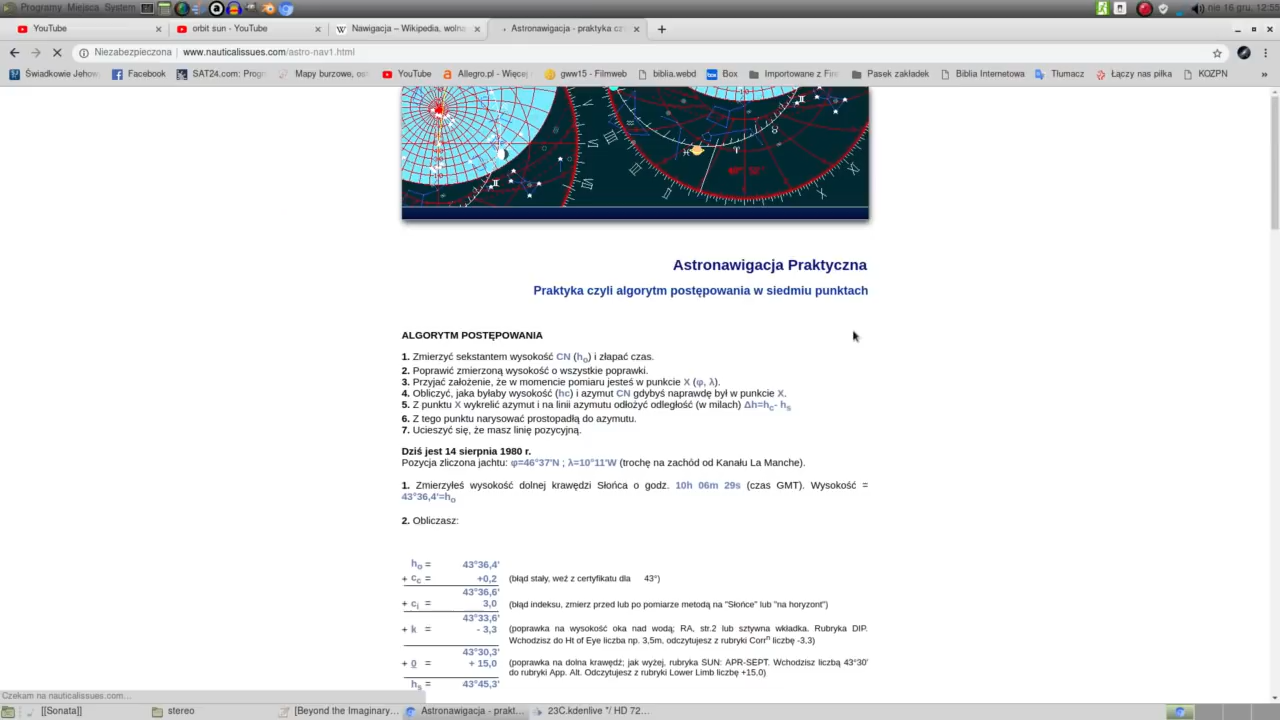 Programy Miejsca System
nie 16 gru, 12:55
YouTube
orbit sun - YouTube
Nawigacja – Wikipedia, wolna
Astronawigacja - praktyka cz
Niezabezpieczona
www.nauticalissues.com/astro-nav1.html
Świadkowie Jehow
Facebook
SAT24.com; Progn
Mapy burzowe, os
YouTube
Allegro.pl - Więcej
gww15 - Filmweb
biblia.webd
Box
Importowane z Fire
Pasek zakładek
Biblia Internetowa
Tłumacz
Łączy nas piłka
KOZPN
»
Astronawigacja Praktyczna
Praktyka czyli algorytm postępowania w siedmiu punktach
ALGORYTM POSTĘPOWANIA
1. Zmierzyć sekstantem wysokość CN (ho) i złapać czas.
2. Poprawić zmierzoną wysokość o wszystkie poprawki.
3. Przyjąć założenie, że w momencie pomiaru jesteś w punkcie X (φ, λ).
4. Obliczyć, jaka byłaby wysokość (hc) i azymut CN gdybyś naprawdę był w punkcie X.
5. Z punktu X wykrelić azymut i na linii azymutu odłożyć odległość (w milach) Δh=hc- hs
6. Z tego punktu narysować prostopadłą do azymutu.
7. Ucieszyć się, że masz linię pozycyjną.
Dziś jest 14 sierpnia 1980 r.
Pozycja zliczona jachtu: φ=46°37'N ; λ=10°11'W (trochę na zachód od Kanału La Manche).
1. Zmierzyłeś wysokość dolnej krawędzi Słońca o godz. 10h 06m 29s (czas GMT). Wysokość =
43°36,4'=ho
2. Obliczasz:
ho = 43°36,4'
+ cc = +0,2 (błąd stały, weź z certyfikatu dla 43°)
43°36,6'
+ ci = 3,0 (błąd indeksu, zmierz przed lub po pomiarze metodą na "Słońce" lub "na horyzont")
43°33,6'
+ k = - 3,3 (poprawka na wysokość oka nad wodą; RA, str.2 lub sztywna wkładka. Rubryka DIP.
Wchodzisz do Ht of Eye liczba np. 3,5m, odczytujesz z rubryki Corrn liczbę -3,3)
43°30,3'
+ 0 = + 15,0 (poprawka na dolna krawędź; jak wyżej, rubryka SUN: APR-SEPT. Wchodzisz liczbą 43°30'
do rubryki App. Alt. Odczytujesz z rubryki Lower Limb liczbę +15,0)
hs = 43°45,3'
Czekam na nauticalissues.com...
[[Sonata]]
stereo
[Beyond the Imaginary...
Astronawigacja - prakt...
23C.kdenlive */ HD 72...